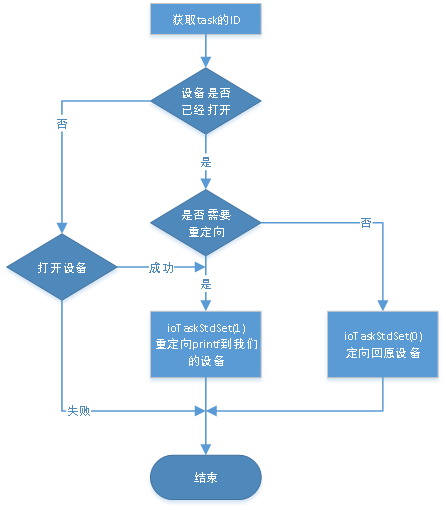 获取task的ID
设备是否
已经打开
否
是
是否需要
重定向
否
打开设备
成功
是
ioTaskStdSet(1)
重定向printf到我们
的设备
ioTaskStdSet(0)
定向回原设备
失败
结束